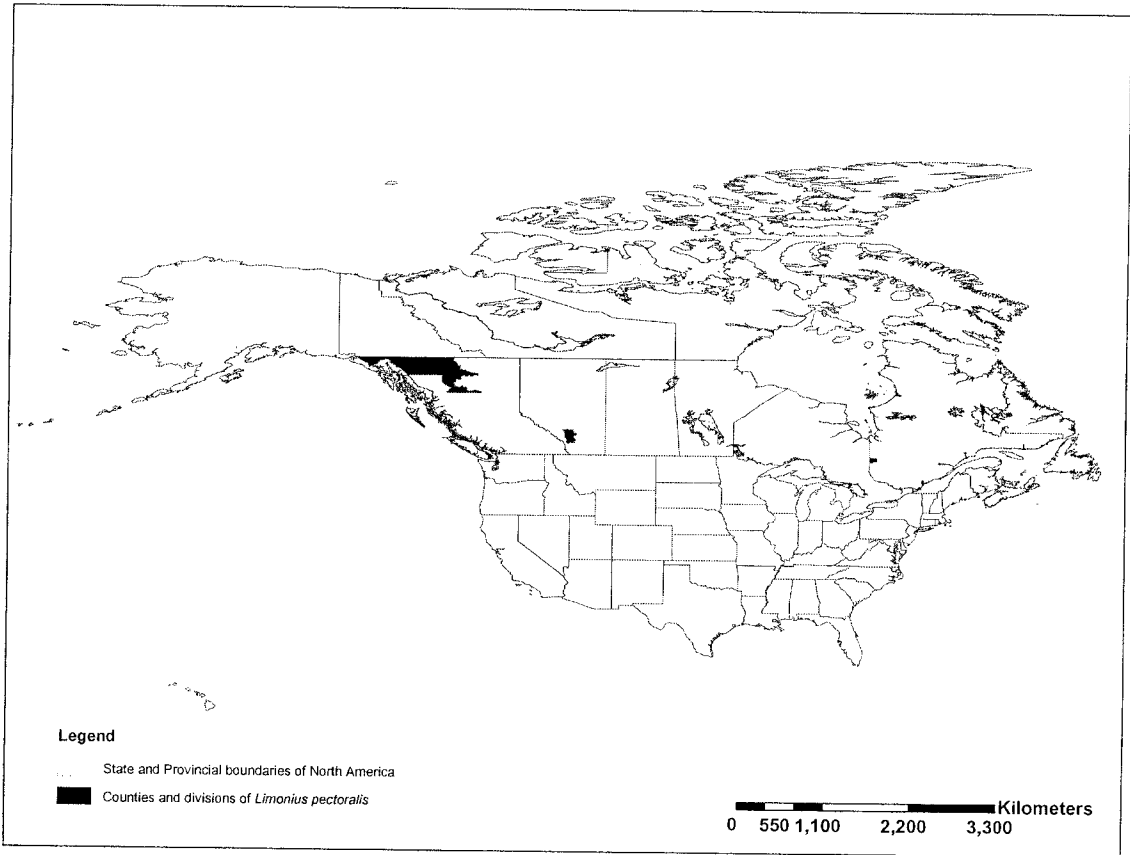 Legend
State and Provincial boundaries of North America
Counties and divisions of Limonius pectoralis
Kilometers
0 550 1,100 2,200 3,300